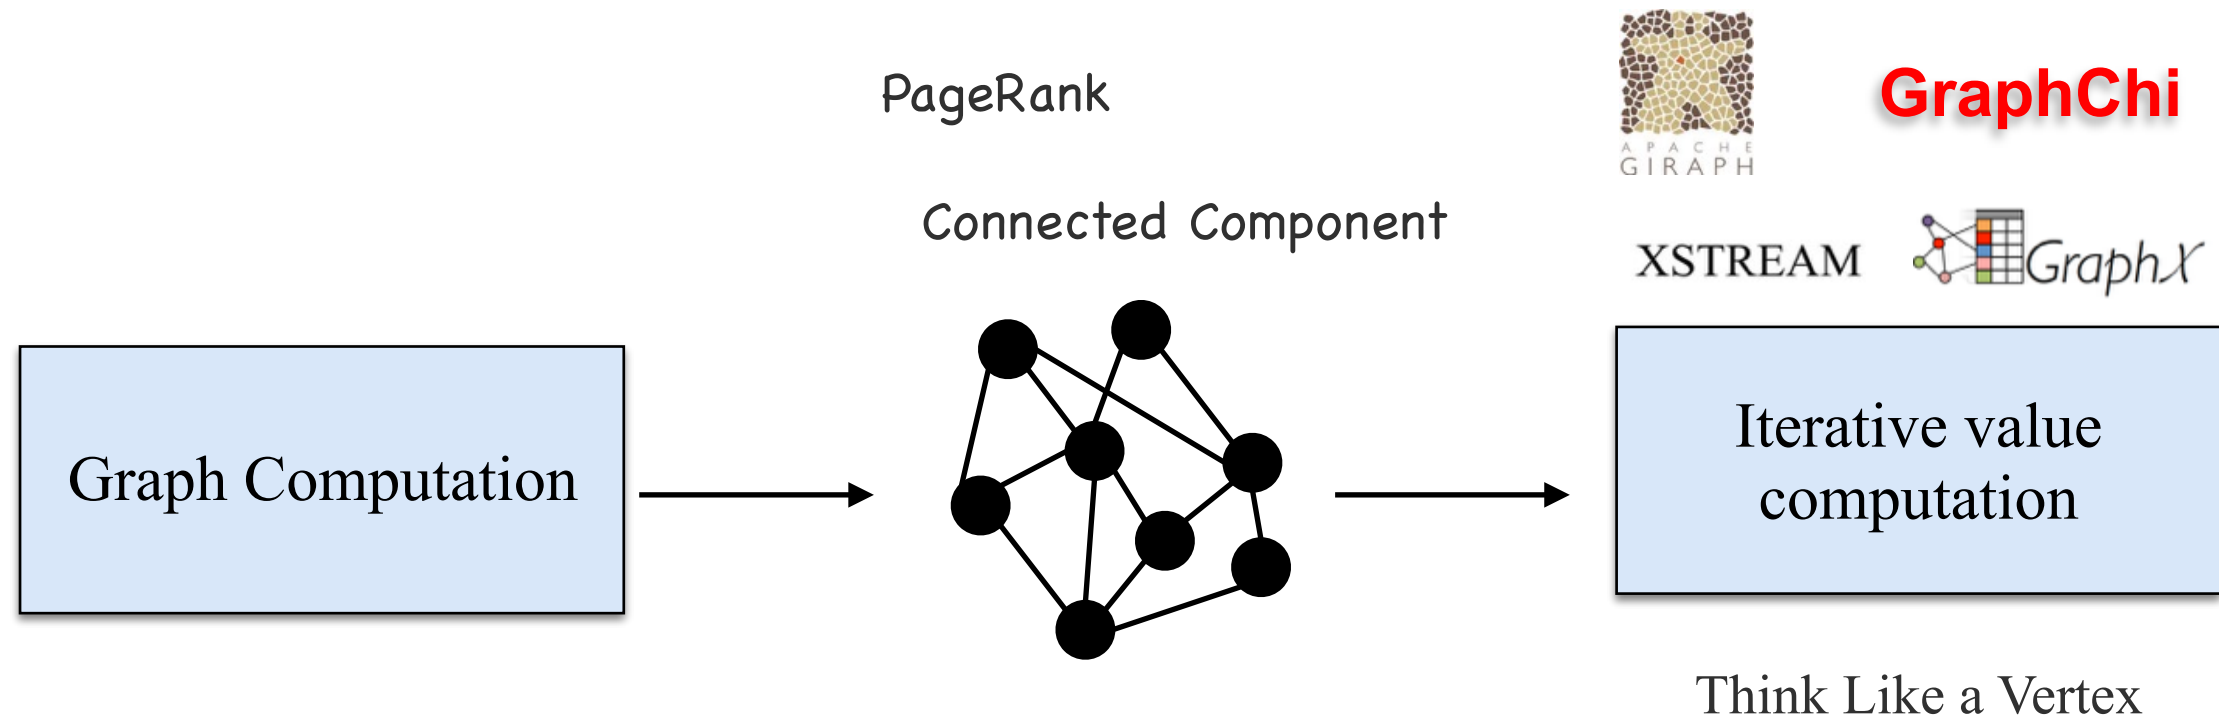 PageRank
Connected Component
Graph Computation
APACHE
GIRAPH
GraphChi
XSTREAM
GraphX
Iterative value
computation
Think Like a Vertex